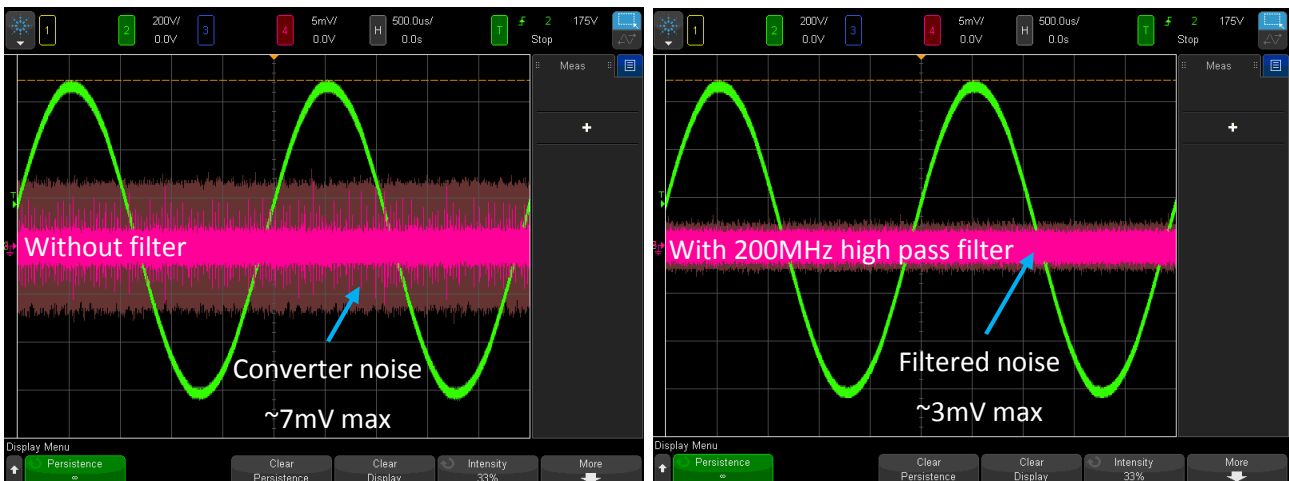 1 2 200V/ 0.0V 3 4 5mV/ 0.0V H 500.0us/ 0.0s T 2 175V Stop
Meas
+
T
Without filter
Converter noise
~7mV max
Display Menu
Persistence ∞ Clear Persistence Clear Display Intensity 33% More
1 2 200V/ 0.0V 3 4 5mV/ 0.0V H 500.0us/ 0.0s T 2 175V Stop
Meas
+
T
With 200MHz high pass filter
Filtered noise
~3mV max
Display Menu
Persistence ∞ Clear Persistence Clear Display Intensity 33% More